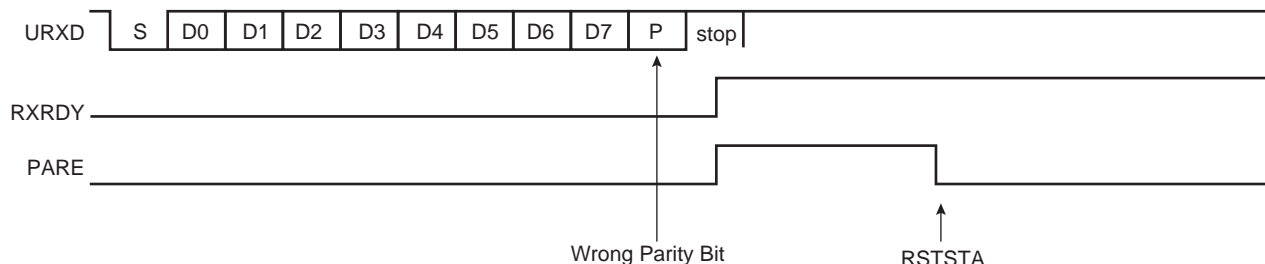 URXD S D0 D1 D2 D3 D4 D5 D6 D7 P stop
RXRDY
PARE
Wrong Parity Bit RSTSTA